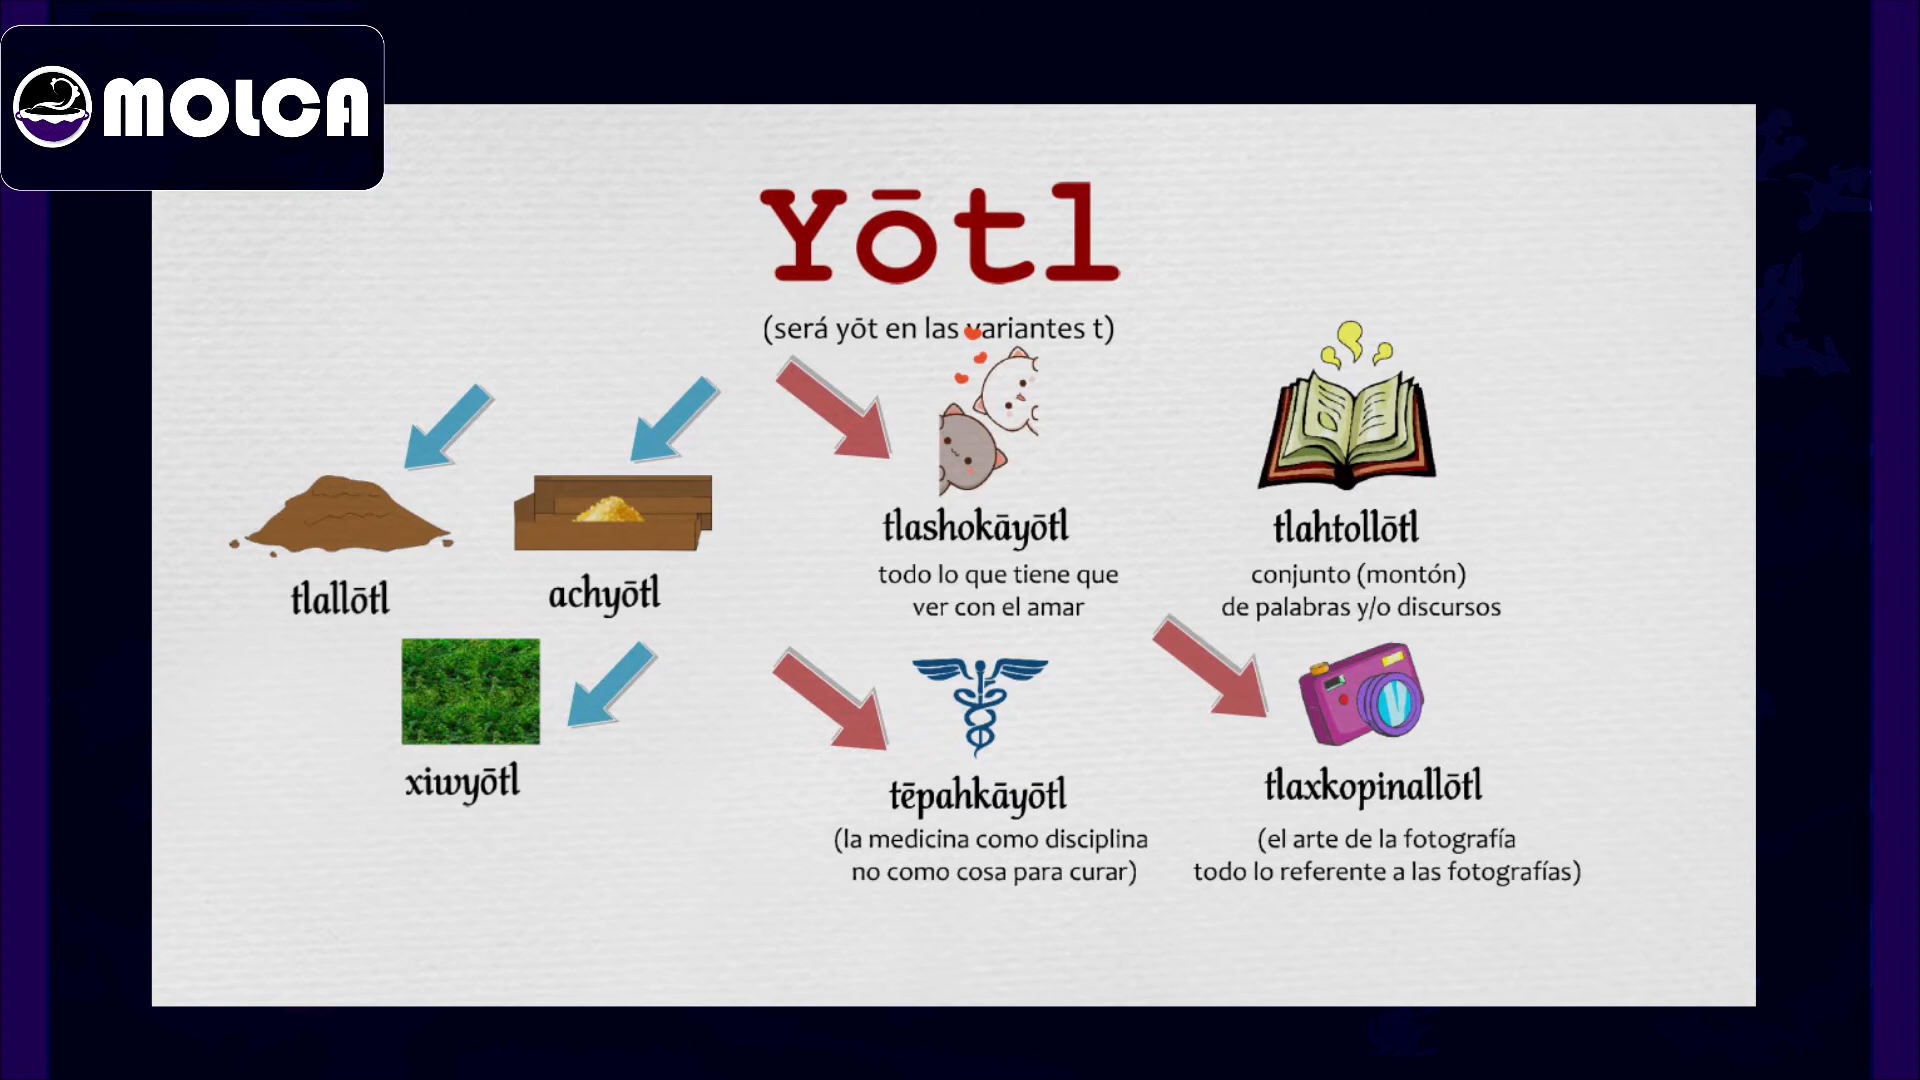 MOLCA
Yōtl
(será yōt en las variantes t)
tlallōtl
achyōtl
xiwyōtl
tlashokāyōtl
todo lo que tiene que
ver con el amar
tlahtollōtl
conjunto (montón)
de palabras y/o discursos
tēpahkāyōtl
(la medicina como disciplina
no como cosa para curar)
tlaxkopinallōtl
(el arte de la fotografía
todo lo referente a las fotografías)